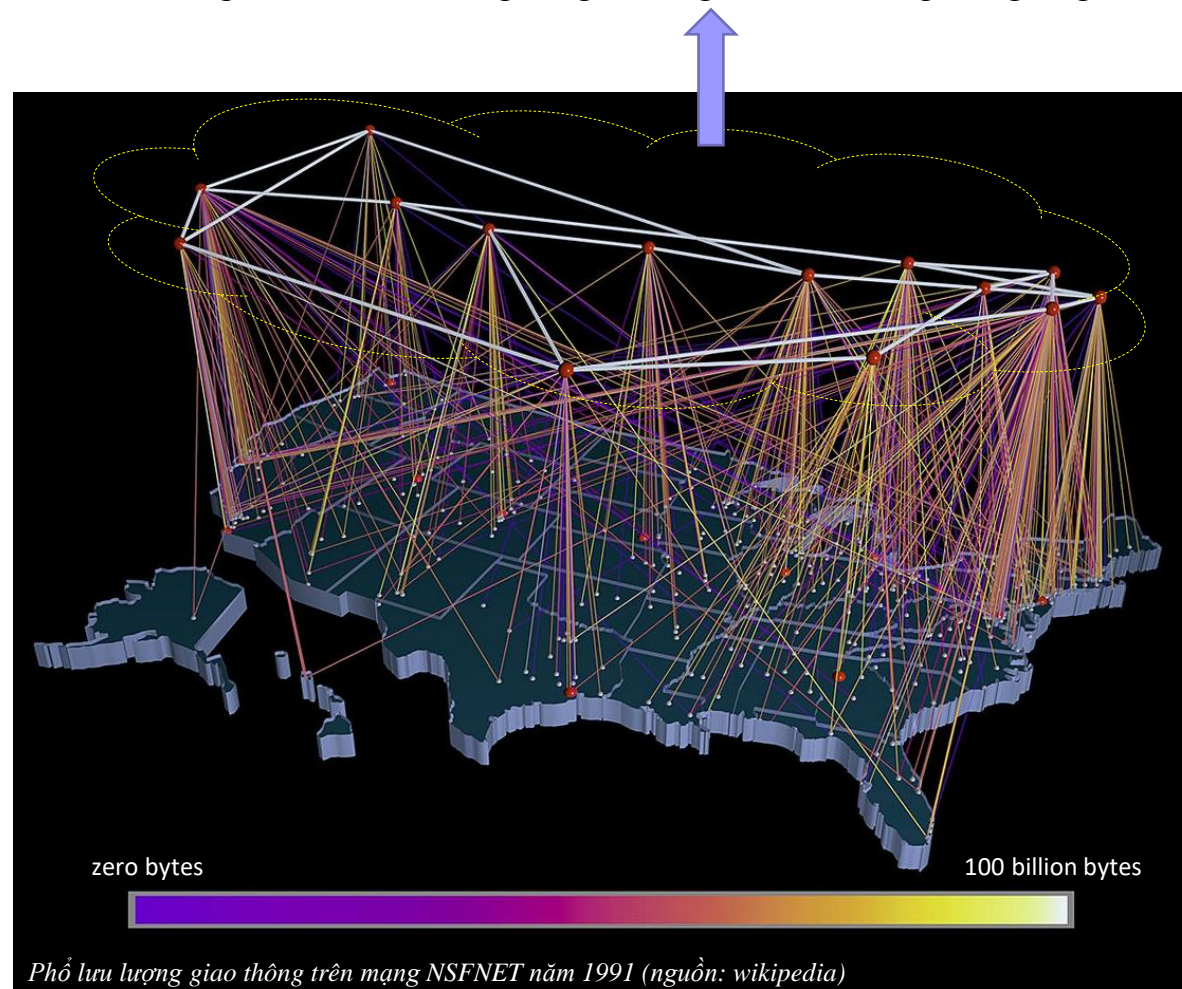 zero bytes
100 billion bytes
Phổ lưu lượng giao thông trên mạng NSFNET năm 1991 (nguồn: wikipedia)